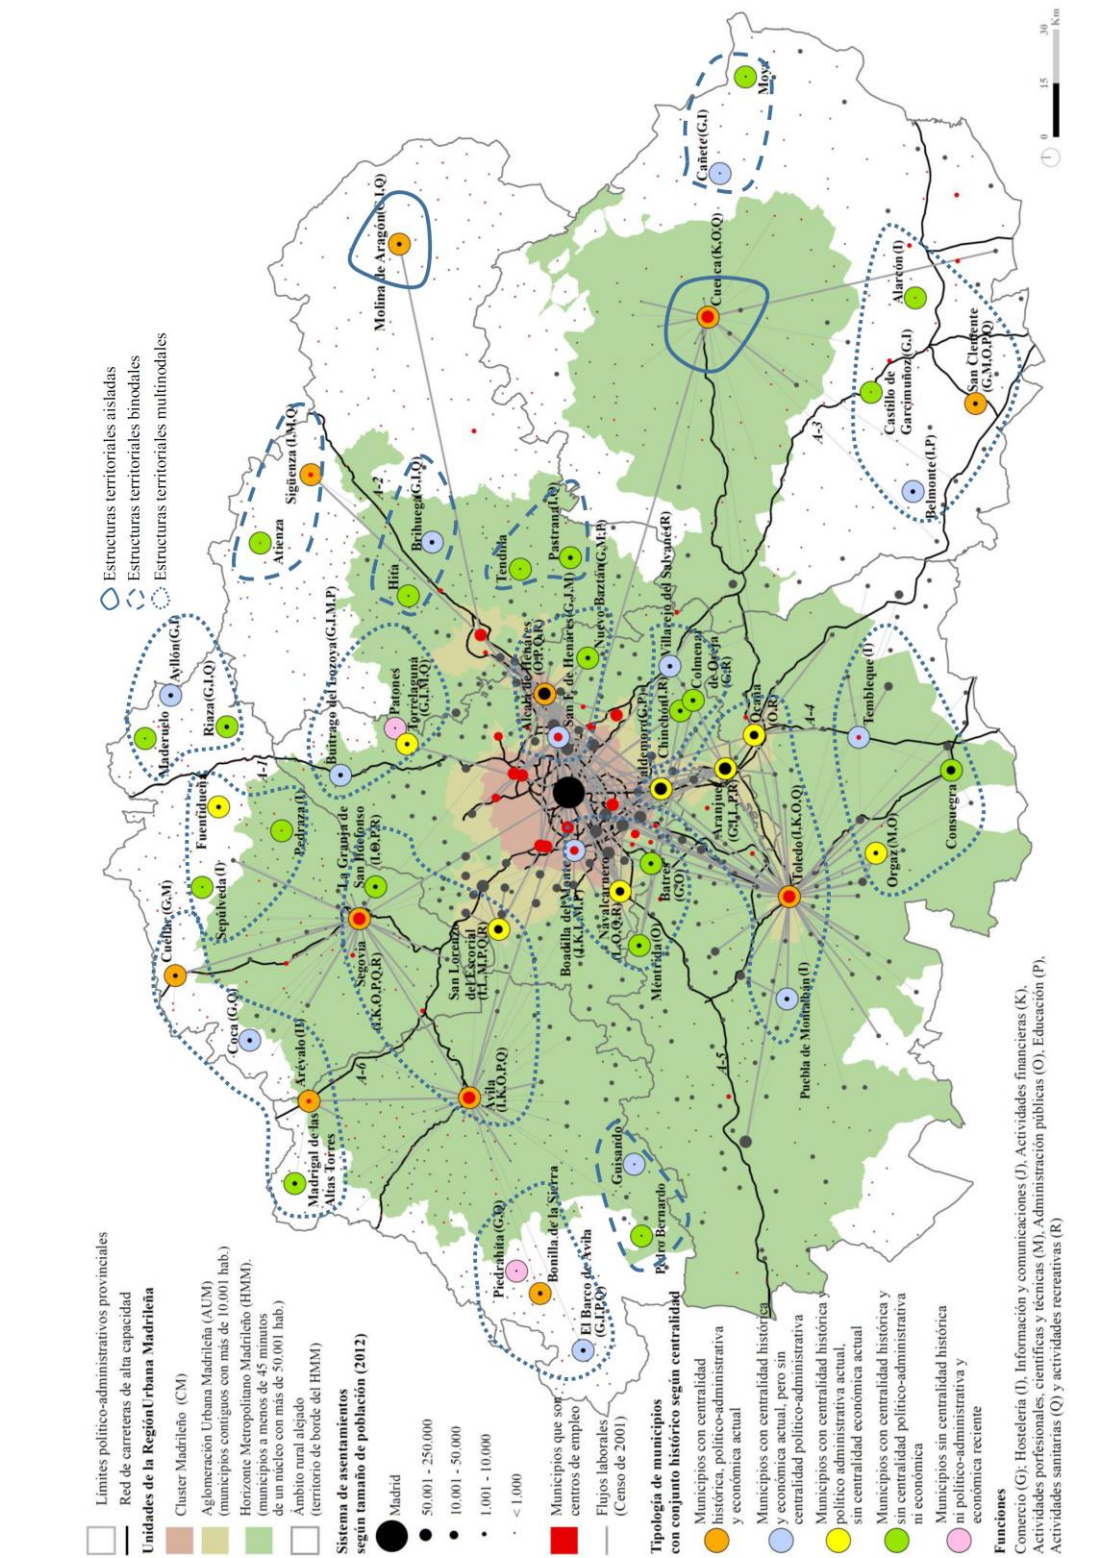 Estructuras territoriales aisladas
Estructuras territoriales binodales
Estructuras territoriales multinodales
0 15 30 Km
Límites político-administrativos provinciales
Red de carreteras de alta capacidad
Unidades de la Región Urbana Madrileña
Cluster Madrileño (CM)
Aglomeración Urbana Madrileña (AUM)
(municipios contiguos con más de 10.001 hab.)
Horizonte Metropolitano Madrileño (HMM).
(municipios a menos de 45 minutos
de un núcleo con más de 50.001 hab.)
Ámbito rural alejado
(territorio de borde del HMM)
Sistema de asentamientos
según tamaño de población (2012)
Madrid
50.001 - 250.000
10.001 - 50.000
1.001 - 10.000
< 1.000
Municipios que son
centros de empleo
Flujos laborales
(Censo de 2001)
Tipología de municipios
con conjunto histórico según centralidad
Municipios con centralidad
histórica, político-administrativa
y económica actual
Municipios con centralidad histórica
y económica actual, pero sin
centralidad político-administrativa
Municipios con centralidad histórica y
político administrativa actual,
sin centralidad económica actual
Municipios con centralidad histórica y
sin centralidad político-administrativa
ni económica
Municipios sin centralidad histórica
ni político-administrativa y
económica reciente
Funciones
Comercio (G); Hostelería (I), Información y comunicaciones (J), Actividades financieras (K),
Actividades perfesionales, científicas y técnicas (M), Administración públicas (O), Educación (P),
Actividades sanitarias (Q) y actividades recreativas (R)
Maderuelo
Ayllón(G,I)
Riaza(G,I,Q)
A-1
Fuentidueña
Sepúlveda (I)
Pedraza(I)
Cuéllar (G,M)
Coca (G,Q)
Arévalo(II)
Madrigal de las
Altas Torres
A-6
Segovia
(I,K,O,P,Q,R)
La Granja de
San Ildefonso
(I,O,P,R)
Ávila
(I,K,O,P,Q)
San Lorenzo
del Escorial
(I,L,M,P,Q,R)
Buitrago del Lozoya(G,I,M,P)
Patones
Torrelaguna
(G,I,M,Q)
Atienza
Sigüenza (I,M,Q)
Molina de Aragón(G,I,Q)
A-2
Hita
Brihuega(G,I,Q)
Tendilla
Pastrana(I,Q)
Alcalá de Henares
(O,P,Q,R)
San F. de Henares(G,J,M)
Nuevo Baztán(G,M,P)
Villarejo del Salvanés(R)
Colmenar
de Oreja
(G,R)
Chinchón(I,R)
Valdemoro(G,P)
Aranjuez
(G,I,L,P,R)
Ocaña
(O,R)
A-4
A-3
Tembleque(I)
Consuegra
Orgaz(M,O)
Toledo(I,K,O,Q)
Puebla de Montalbán(I)
A-5
Boadilla del Monte
(J,K,L,M,P)
Navalcarnero
(L,O,Q,R)
Batres
(G,O)
Méntrida(O)
Guisando
Pedro Bernardo
Piedrahita(G,Q)
Bonilla de la Sierra
El Barco de Ávila
(G,I,P,Q)
Cuenca(K,O,Q)
Cañete(G,I)
Moya
Alarcón(I)
Castillo de
Garcimuñoz(G,I)
San Clemente
(G,M,O,P,Q)
Belmonte(I,P)